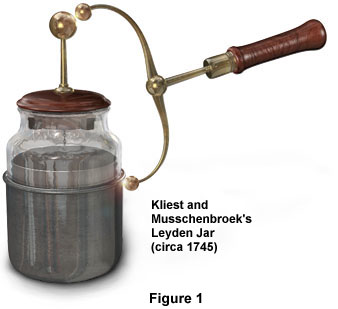 Kliest and
Musschenbroek's
Leyden Jar
(circa 1745)
Figure 1